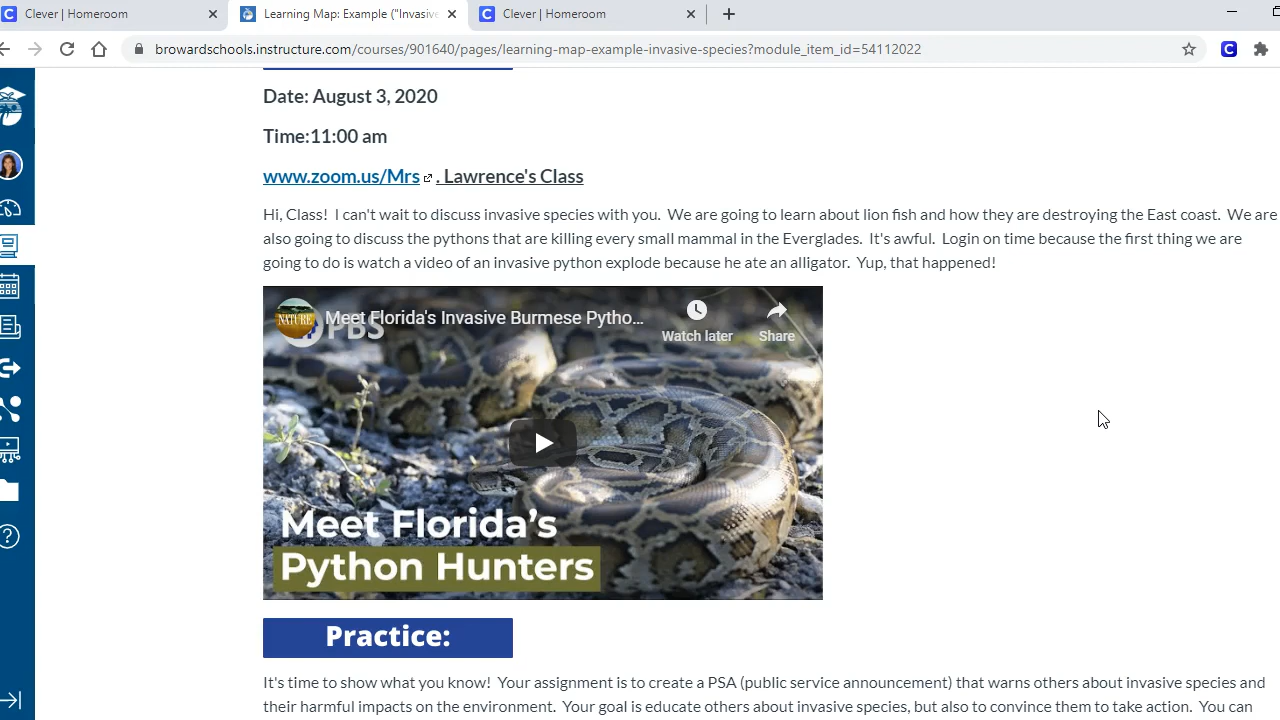 Clever | Homeroom
Learning Map: Example ("Invasive
Clever | Homeroom
browardschools.instructure.com/courses/901640/pages/learning-map-example-invasive-species?module_item_id=54112022
Date: August 3, 2020
Time:11:00 am
www.zoom.us/Mrs . Lawrence's Class
Hi, Class!  I can't wait to discuss invasive species with you.  We are going to learn about lion fish and how they are destroying the East coast.  We are
also going to discuss the pythons that are killing every small mammal in the Everglades.  It's awful.  Login on time because the first thing we are
going to do is watch a video of an invasive python explode because he ate an alligator.  Yup, that happened!
NATURE
PBS
Meet Florida's Invasive Burmese Pytho...
Watch later
Share
Meet Florida's
Python Hunters
Practice:
It's time to show what you know!  Your assignment is to create a PSA (public service announcement) that warns others about invasive species and
their harmful impacts on the environment.  Your goal is educate others about invasive species, but also to convince them to take action.  You can